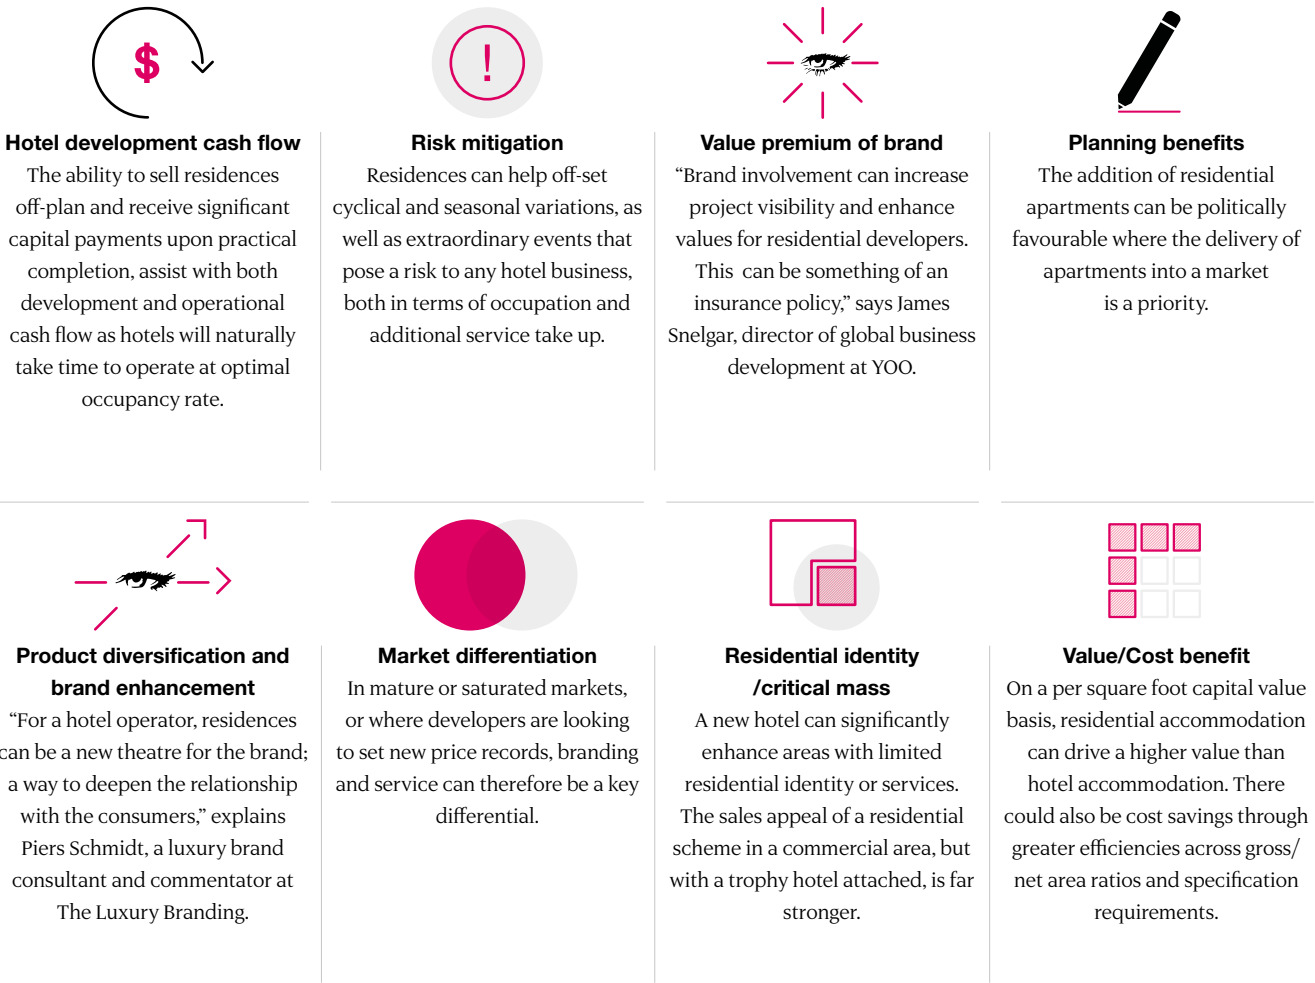 $
!
Hotel development cash flow
The ability to sell residences
off-plan and receive significant
capital payments upon practical
completion, assist with both
development and operational
cash flow as hotels will naturally
take time to operate at optimal
occupancy rate.
Risk mitigation
Residences can help off-set
cyclical and seasonal variations, as
well as extraordinary events that
pose a risk to any hotel business,
both in terms of occupation and
additional service take up.
Value premium of brand
“Brand involvement can increase
project visibility and enhance
values for residential developers.
This can be something of an
insurance policy,” says James
Snelgar, director of global business
development at YOO.
Planning benefits
The addition of residential
apartments can be politically
favourable where the delivery of
apartments into a market
is a priority.
Product diversification and
brand enhancement
“For a hotel operator, residences
can be a new theatre for the brand;
a way to deepen the relationship
with the consumers,” explains
Piers Schmidt, a luxury brand
consultant and commentator at
The Luxury Branding.
Market differentiation
In mature or saturated markets,
or where developers are looking
to set new price records, branding
and service can therefore be a key
differential.
Residential identity
/critical mass
A new hotel can significantly
enhance areas with limited
residential identity or services.
The sales appeal of a residential
scheme in a commercial area, but
with a trophy hotel attached, is far
stronger.
Value/Cost benefit
On a per square foot capital value
basis, residential accommodation
can drive a higher value than
hotel accommodation. There
could also be cost savings through
greater efficiencies across gross/
net area ratios and specification
requirements.